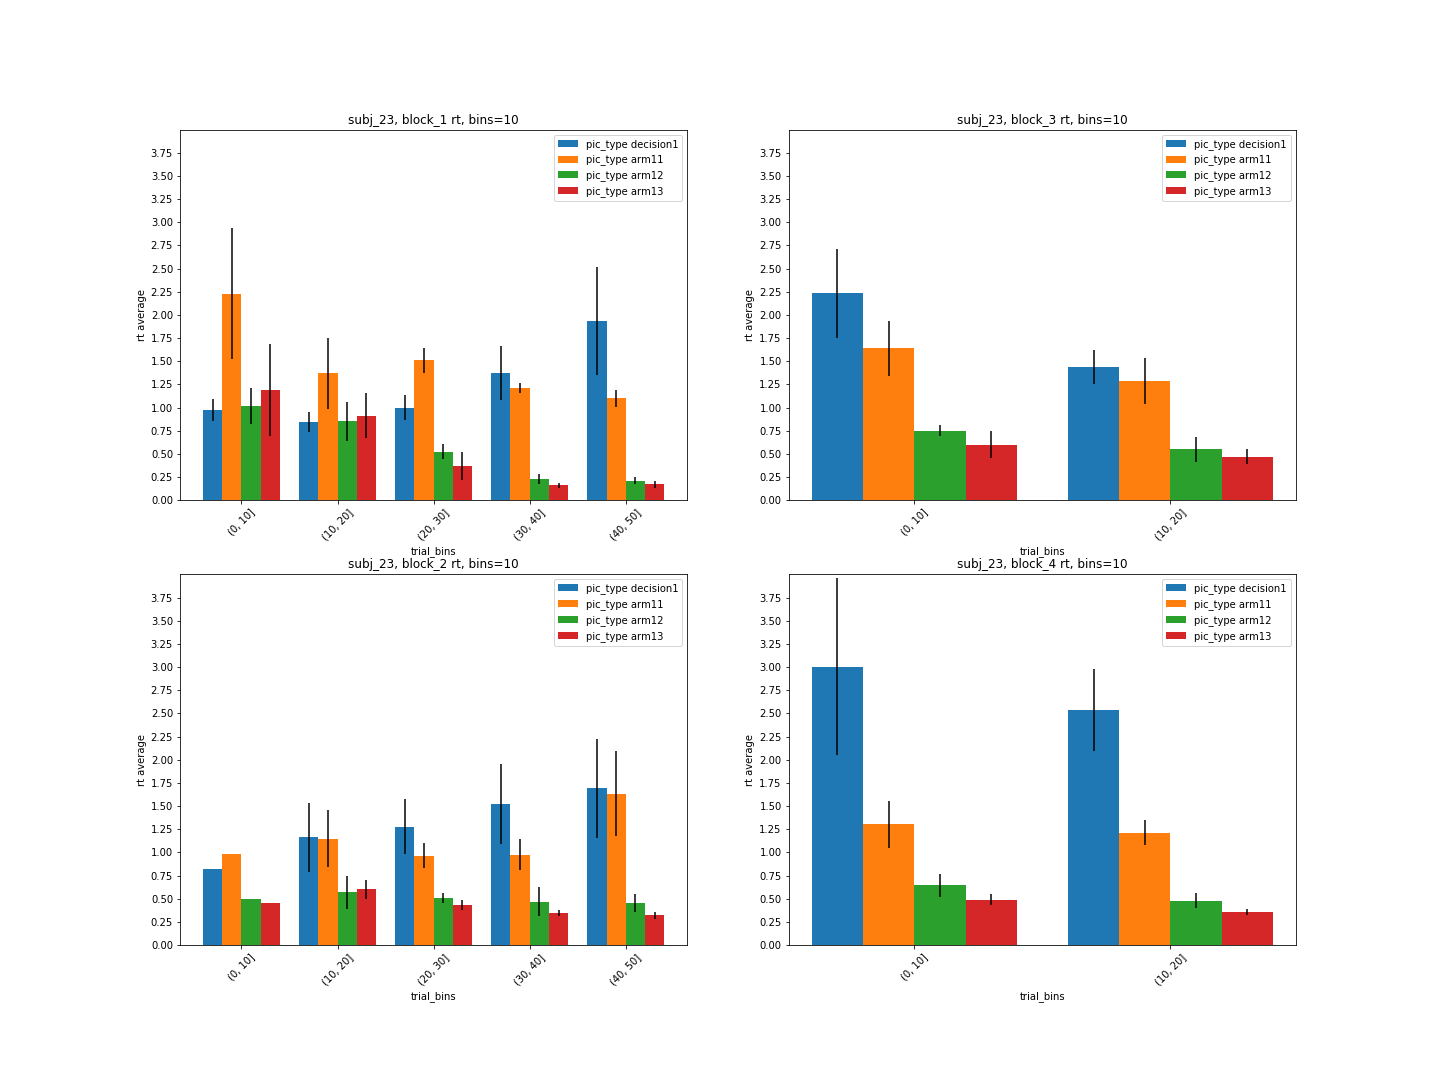 subj_23, block_1 rt, bins=10
pic_type decision1
pic_type arm11
pic_type arm12
pic_type arm13
3.75
3.50
3.25
3.00
2.75
2.50
2.25
2.00
1.75
1.50
1.25
1.00
0.75
0.50
0.25
0.00
rt average
(0, 10]
(10, 20]
(20, 30]
(30, 40]
(40, 50]
trial_bins
subj_23, block_3 rt, bins=10
pic_type decision1
pic_type arm11
pic_type arm12
pic_type arm13
3.75
3.50
3.25
3.00
2.75
2.50
2.25
2.00
1.75
1.50
1.25
1.00
0.75
0.50
0.25
0.00
rt average
(0, 10]
(10, 20]
trial_bins
subj_23, block_2 rt, bins=10
pic_type decision1
pic_type arm11
pic_type arm12
pic_type arm13
3.75
3.50
3.25
3.00
2.75
2.50
2.25
2.00
1.75
1.50
1.25
1.00
0.75
0.50
0.25
0.00
rt average
(0, 10]
(10, 20]
(20, 30]
(30, 40]
(40, 50]
trial_bins
subj_23, block_4 rt, bins=10
pic_type decision1
pic_type arm11
pic_type arm12
pic_type arm13
3.75
3.50
3.25
3.00
2.75
2.50
2.25
2.00
1.75
1.50
1.25
1.00
0.75
0.50
0.25
0.00
rt average
(0, 10]
(10, 20]
trial_bins